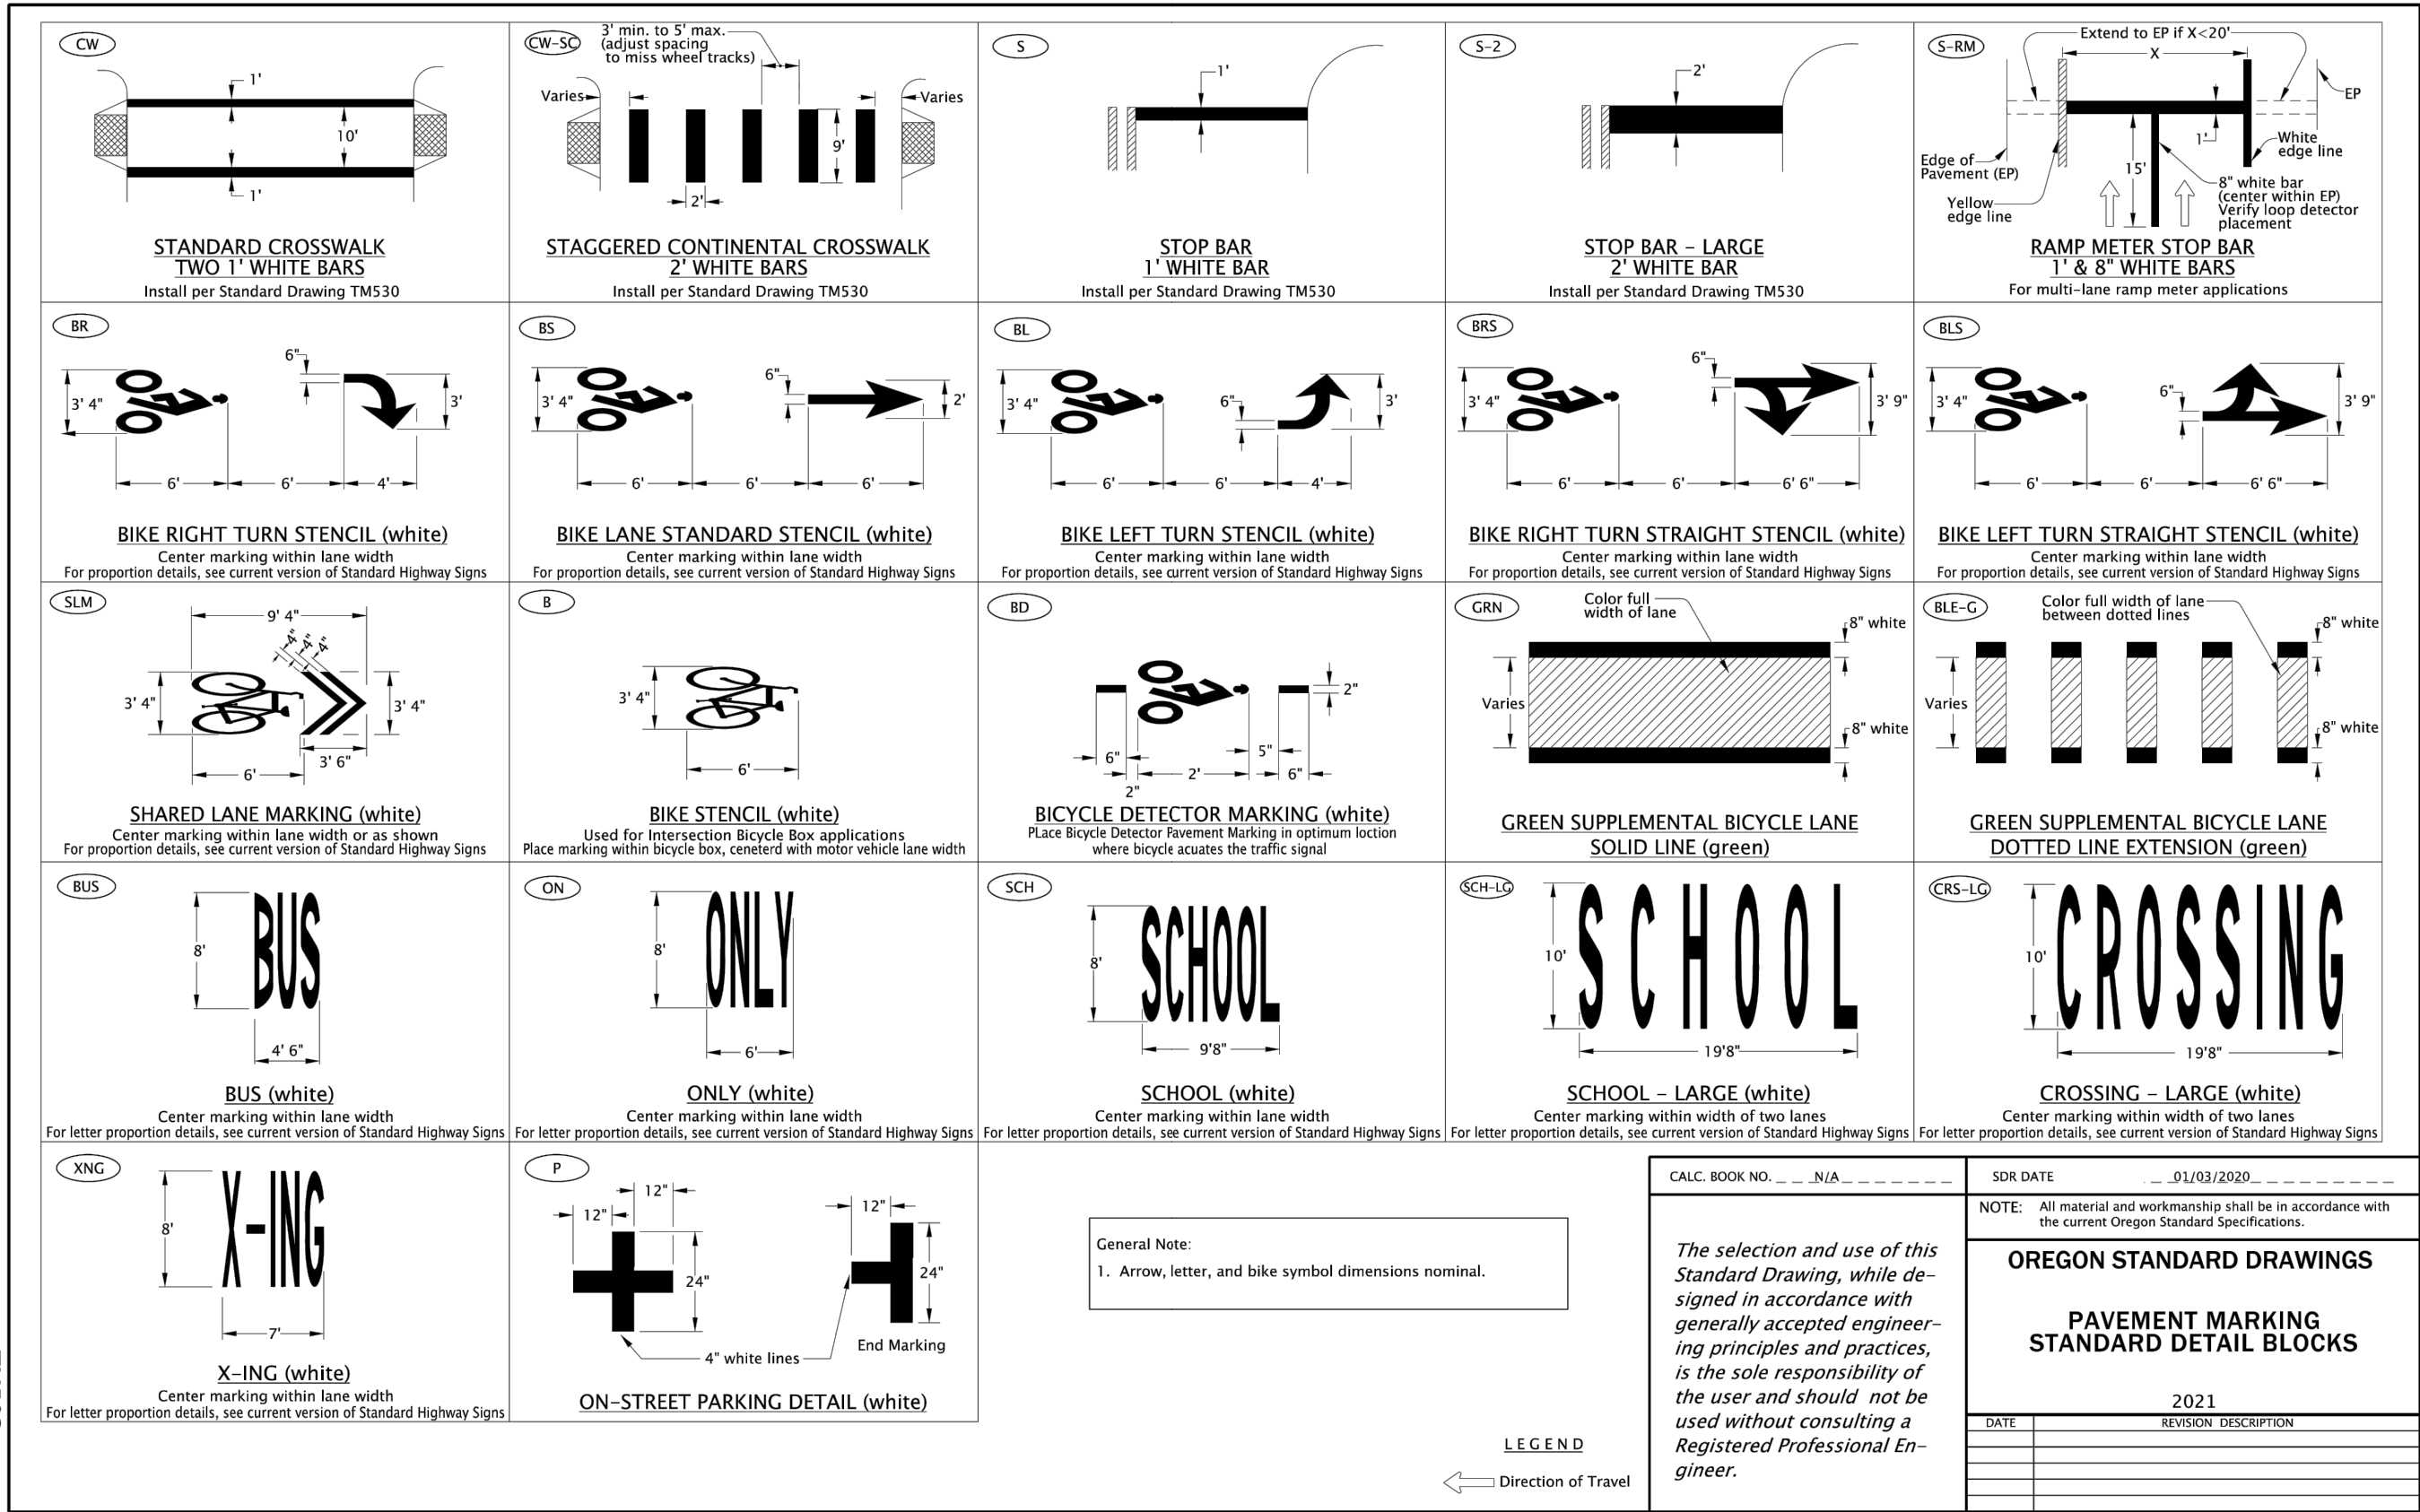 CW
1'
10'
1'
STANDARD CROSSWALK
TWO 1' WHITE BARS
Install per Standard Drawing TM530
CW-SC
3' min. to 5' max.
(adjust spacing
to miss wheel tracks)
Varies
Varies
9'
2'
STAGGERED CONTINENTAL CROSSWALK
2' WHITE BARS
Install per Standard Drawing TM530
S
1'
STOP BAR
1' WHITE BAR
Install per Standard Drawing TM530
S-2
2'
STOP BAR - LARGE
2' WHITE BAR
Install per Standard Drawing TM530
S-RM
Extend to EP if X<20'
X
EP
1'
White
edge line
Edge of
Pavement (EP)
15'
8" white bar
(center within EP)
Verify loop detector
placement
Yellow
edge line
RAMP METER STOP BAR
1' & 8" WHITE BARS
For multi-lane ramp meter applications
BR
6"
3' 4"
3'
6'
6'
4'
BIKE RIGHT TURN STENCIL (white)
Center marking within lane width
For proportion details, see current version of Standard Highway Signs
BS
6"
3' 4"
2'
6'
6'
6'
BIKE LANE STANDARD STENCIL (white)
Center marking within lane width
For proportion details, see current version of Standard Highway Signs
BL
3' 4"
6"
3'
6'
6'
4'
BIKE LEFT TURN STENCIL (white)
Center marking within lane width
For proportion details, see current version of Standard Highway Signs
BRS
6"
3' 4"
3' 9"
6'
6'
6' 6"
BIKE RIGHT TURN STRAIGHT STENCIL (white)
Center marking within lane width
For proportion details, see current version of Standard Highway Signs
BLS
3' 4"
6"
3' 9"
6'
6'
6' 6"
BIKE LEFT TURN STRAIGHT STENCIL (white)
Center marking within lane width
For proportion details, see current version of Standard Highway Signs
SLM
9' 4"
4"
4"
4"
3' 4"
3' 4"
3' 6"
6'
SHARED LANE MARKING (white)
Center marking within lane width or as shown
For proportion details, see current version of Standard Highway Signs
B
3' 4"
6'
BIKE STENCIL (white)
Used for Intersection Bicycle Box applications
Place marking within bicycle box, ceneterd with motor vehicle lane width
BD
2"
6"
5"
2'
6"
2"
BICYCLE DETECTOR MARKING (white)
PLace Bicycle Detector Pavement Marking in optimum loction
where bicycle acuates the traffic signal
GRN
Color full
width of lane
8" white
Varies
8" white
GREEN SUPPLEMENTAL BICYCLE LANE
SOLID LINE (green)
BLE-G
Color full width of lane
between dotted lines
8" white
Varies
8" white
GREEN SUPPLEMENTAL BICYCLE LANE
DOTTED LINE EXTENSION (green)
BUS
8'
BUS
4' 6"
BUS (white)
Center marking within lane width
For letter proportion details, see current version of Standard Highway Signs
ON
8'
ONLY
6'
ONLY (white)
Center marking within lane width
For letter proportion details, see current version of Standard Highway Signs
SCH
8'
SCHOOL
9'8"
SCHOOL (white)
Center marking within lane width
For letter proportion details, see current version of Standard Highway Signs
SCH-LG
10'
SCHOOL
19'8"
SCHOOL - LARGE (white)
Center marking within width of two lanes
For letter proportion details, see current version of Standard Highway Signs
CRS-LG
10'
CROSSING
19'8"
CROSSING - LARGE (white)
Center marking within width of two lanes
For letter proportion details, see current version of Standard Highway Signs
XNG
8'
X-ING
7'
X-ING (white)
Center marking within lane width
For letter proportion details, see current version of Standard Highway Signs
P
12"
12"
24"
12"
24"
End Marking
4" white lines
ON-STREET PARKING DETAIL (white)
General Note:
1. Arrow, letter, and bike symbol dimensions nominal.
LEGEND
Direction of Travel
CALC. BOOK NO. N/A
SDR DATE 01/03/2020
The selection and use of this
Standard Drawing, while de-
signed in accordance with
generally accepted engineer-
ing principles and practices,
is the sole responsibility of
the user and should not be
used without consulting a
Registered Professional En-
gineer.
NOTE: All material and workmanship shall be in accordance with
the current Oregon Standard Specifications.
OREGON STANDARD DRAWINGS
PAVEMENT MARKING
STANDARD DETAIL BLOCKS
2021
DATE REVISION DESCRIPTION